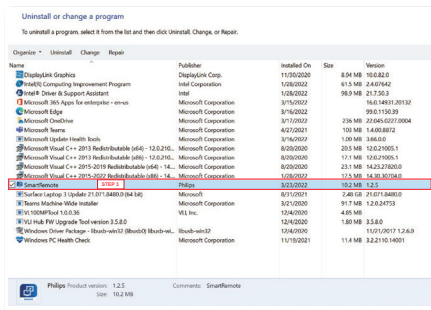 Uninstall or change a program
To uninstall a program, select it from the list and then click Uninstall, Change, or Repair.
Organize Uninstall Change Repair
Name Publisher Installed On Size Version
DisplayLink Graphics DisplayLink Corp. 11/30/2020 8.94 MB 10.0.82.0
Intel(R) Computing Improvement Program Intel Corporation 1/28/2022 61.5 MB 2.4.07642
Intel® Driver & Support Assistant Intel 1/28/2022 98.9 MB 21.7.50.3
Microsoft 365 Apps for enterprise - en-us Microsoft Corporation 3/15/2022 16.0.14931.20132
Microsoft Edge Microsoft Corporation 3/16/2022 99.0.1150.39
Microsoft OneDrive Microsoft Corporation 3/17/2022 236 MB 22.045.0227.0004
Microsoft Teams Microsoft Corporation 4/27/2021 103 MB 1.4.00.8872
Microsoft Update Health Tools Microsoft Corporation 3/16/2022 1.00 MB 3.66.0.0
Microsoft Visual C++ 2013 Redistributable (x64) - 12.0.210... Microsoft Corporation 8/20/2020 20.5 MB 12.0.21005.1
Microsoft Visual C++ 2013 Redistributable (x86) - 12.0.210... Microsoft Corporation 8/20/2020 17.1 MB 12.0.21005.1
Microsoft Visual C++ 2015-2019 Redistributable (x64) - 14.... Microsoft Corporation 8/20/2020 23.1 MB 14.25.27820.0
Microsoft Visual C++ 2015-2022 Redistributable (x86) - 14.... Microsoft Corporation 1/28/2022 17.5 MB 14.30.30704.0
SmartRemote STEP 1 Philips 3/23/2022 10.2 MB 1.2.5
Surface Laptop 3 Update 21.071.8480.0 (64 bit) Microsoft 8/31/2021 2.48 GB 21.071.8480.0
Teams Machine-Wide Installer Microsoft Corporation 3/21/2020 91.7 MB 1.2.0.24753
VL100MPTool 1.0.0.36 VLI, Inc. 12/4/2020 4.85 MB
VLI Hub FW Upgrade Tool version 3.5.8.0 12/4/2020 1.80 MB 3.5.8.0
Windows Driver Package - libusb-win32 (libusb0) libusb-wi... libusb-win32 12/4/2020 11/21/2017 1.2.6.0
Windows PC Health Check Microsoft Corporation 11/19/2021 11.4 MB 3.2.2110.14001
Philips Product version: 1.2.5 Comments: SmartRemote
Size: 10.2 MB